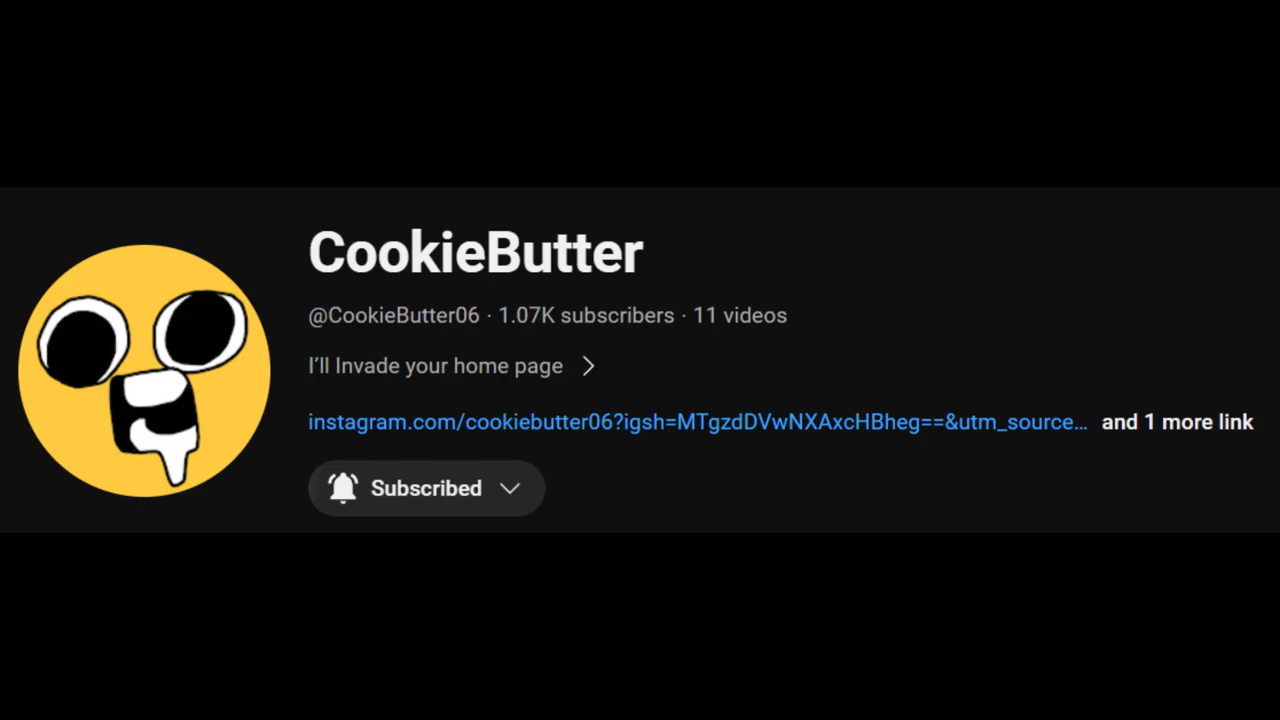 CookieButter
@CookieButter06 · 1.07K subscribers · 11 videos
I’ll Invade your home page
instagram.com/cookiebutter06?igsh=MTgzdDVwNXAxcHBheg==&utm_source... and 1 more link
Subscribed